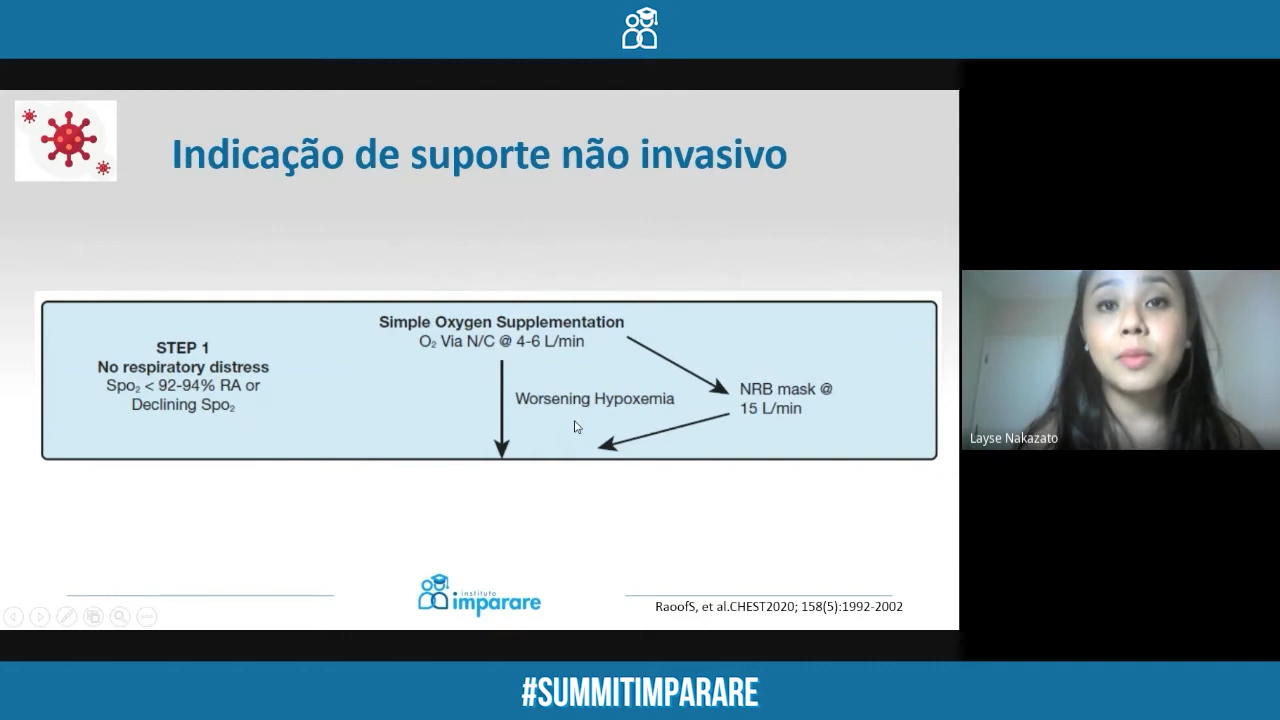 Indicação de suporte não invasivo
STEP 1
No respiratory distress
Spo₂ < 92-94% RA or
Declining Spo₂
Simple Oxygen Supplementation
O₂ Via N/C @ 4-6 L/min
Worsening Hypoxemia
NRB mask @
15 L/min
Layse Nakazato
instituto
imparare
RaoofS, et al.CHEST2020; 158(5):1992-2002
#SUMMITIMPARARE